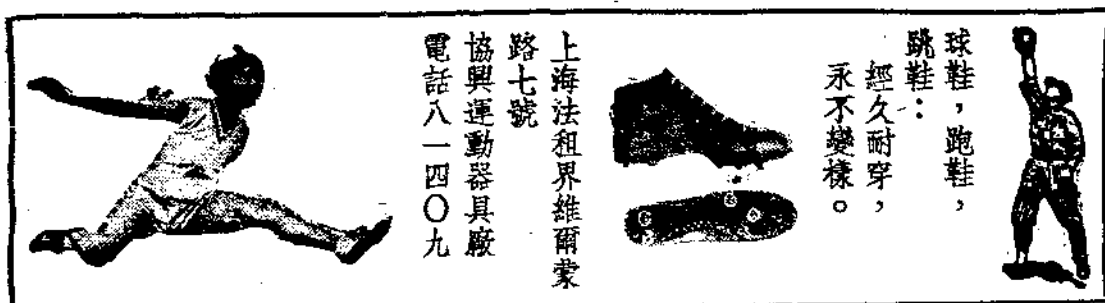 球鞋，跑鞋，
跳鞋：
經久耐穿，
永不變樣。
上海法租界維爾蒙
路七號
協興運動器具廠
電話八一四〇九